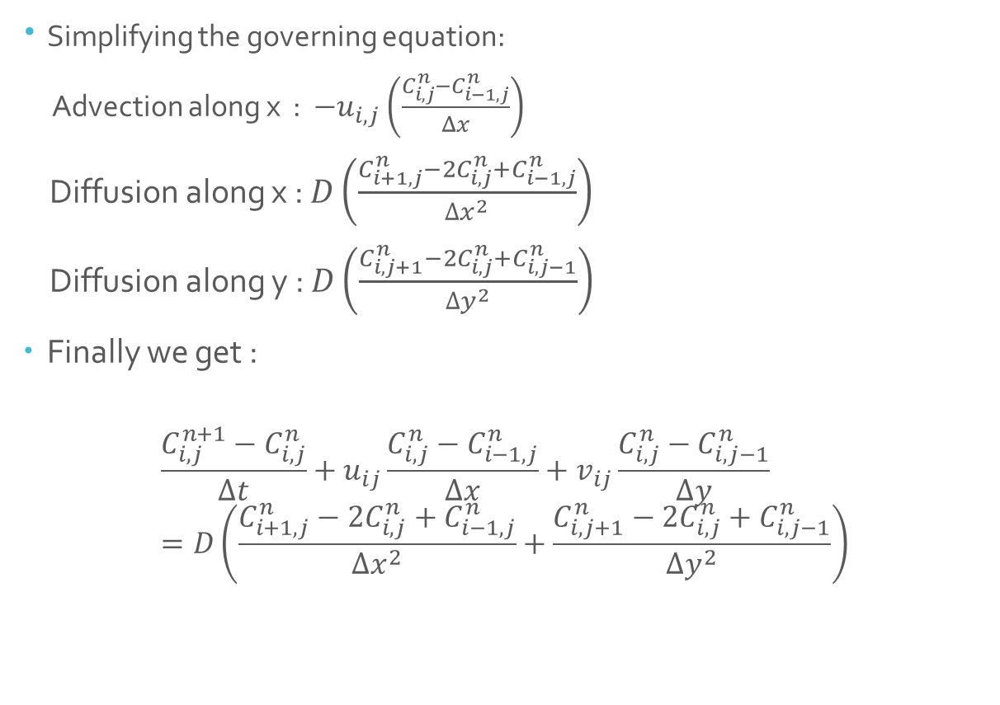 • Simplifying the governing equation:
Advection along x : $-u_{i,j}\left(\frac{C_{i,j}^{n}-C_{i-1,j}^{n}}{\Delta x}\right)$
Diffusion along x : $D\left(\frac{C_{i+1,j}^{n}-2C_{i,j}^{n}+C_{i-1,j}^{n}}{\Delta x^{2}}\right)$
Diffusion along y : $D\left(\frac{C_{i,j+1}^{n}-2C_{i,j}^{n}+C_{i,j-1}^{n}}{\Delta y^{2}}\right)$
• Finally we get :
$\frac{C_{i,j}^{n+1}-C_{i,j}^{n}}{\Delta t}+u_{ij}\frac{C_{i,j}^{n}-C_{i-1,j}^{n}}{\Delta x}+v_{ij}\frac{C_{i,j}^{n}-C_{i,j-1}^{n}}{\Delta y}$
$=D\left(\frac{C_{i+1,j}^{n}-2C_{i,j}^{n}+C_{i-1,j}^{n}}{\Delta x^{2}}+\frac{C_{i,j+1}^{n}-2C_{i,j}^{n}+C_{i,j-1}^{n}}{\Delta y^{2}}\right)$